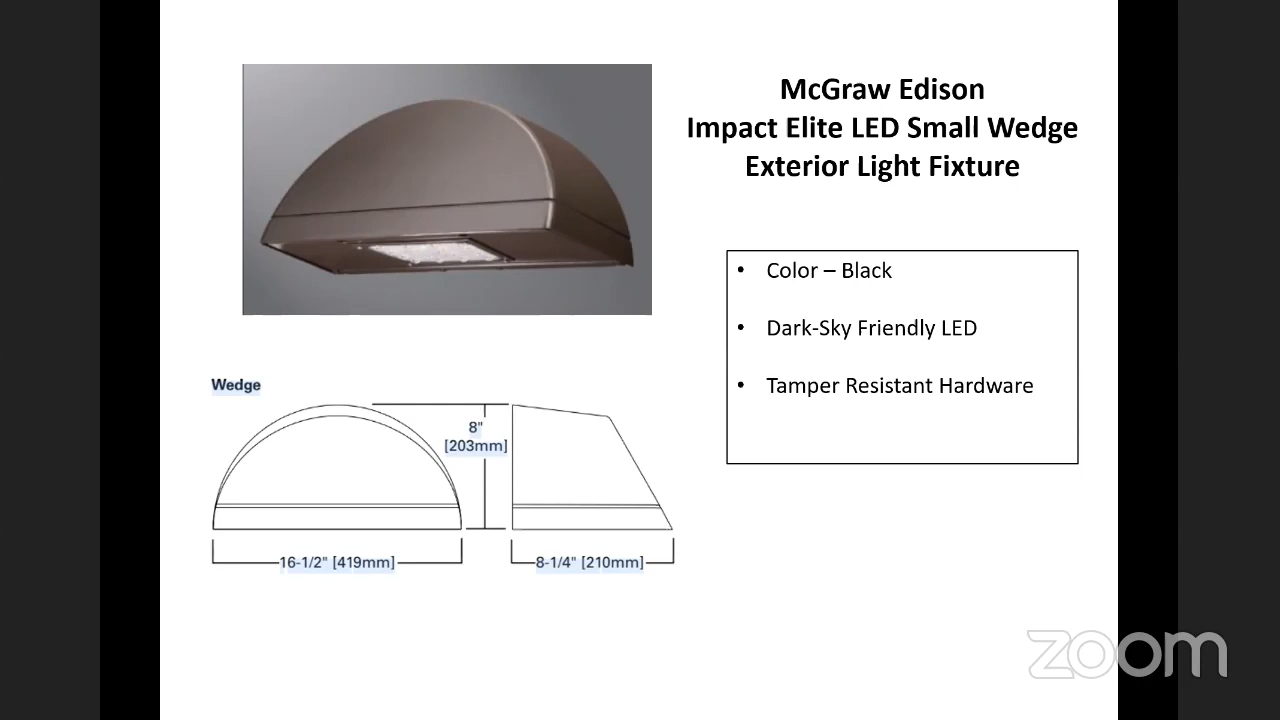 McGraw Edison
Impact Elite LED Small Wedge
Exterior Light Fixture
• Color – Black
• Dark-Sky Friendly LED
• Tamper Resistant Hardware
Wedge
8"
[203mm]
16-1/2" [419mm]
8-1/4" [210mm]
zoom